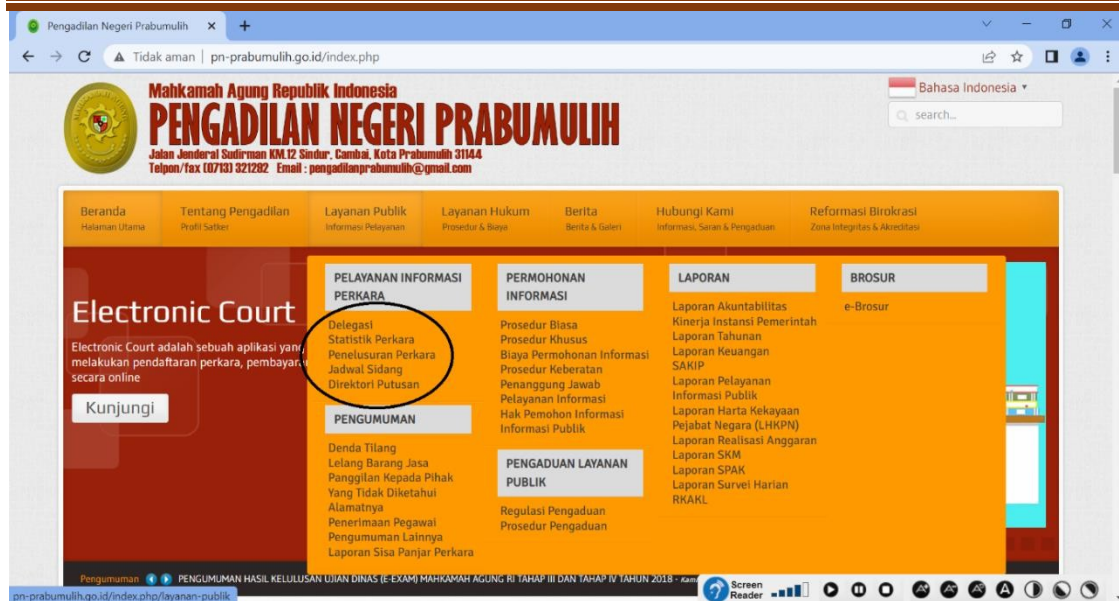 Pengadilan Negeri Prabumulih
Tidak aman | pn-prabumulih.go.id/index.php
Mahkamah Agung Republik Indonesia
PENGADILAN NEGERI PRABUMULIH
Jalan Jenderal Sudirman KM.12 Sindur, Cambai, Kota Prabumulih 31144
Telpon/fax (0713) 321282 Email : pengadilanprabumulih@gmail.com
Bahasa Indonesia
search...
Beranda
Halaman Utama
Tentang Pengadilan
Profil Satker
Layanan Publik
Informasi Pelayanan
Layanan Hukum
Prosedur & Biaya
Berita
Berita & Galeri
Hubungi Kami
Informasi, Saran & Pengaduan
Reformasi Birokrasi
Zona Integritas & Akreditasi
Electronic Court
Electronic Court adalah sebuah aplikasi yang
melakukan pendaftaran perkara, pembayaran
secara online
Kunjungi
PELAYANAN INFORMASI
PERKARA
Delegasi
Statistik Perkara
Penelusuran Perkara
Jadwal Sidang
Direktori Putusan
PENGUMUMAN
Denda Tilang
Lelang Barang Jasa
Panggilan Kepada Pihak
Yang Tidak Diketahui
Alamatnya
Penerimaan Pegawai
Pengumuman Lainnya
Laporan Sisa Panjar Perkara
PERMOHONAN
INFORMASI
Prosedur Biasa
Prosedur Khusus
Biaya Permohonan Informasi
Prosedur Keberatan
Penanggung Jawab
Pelayanan Informasi
Hak Pemohon Informasi
Informasi Publik
PENGADUAN LAYANAN
PUBLIK
Regulasi Pengaduan
Prosedur Pengaduan
LAPORAN
Laporan Akuntabilitas
Kinerja Instansi Pemerintah
Laporan Tahunan
Laporan Keuangan
SAKIP
Laporan Pelayanan
Informasi Publik
Laporan Harta Kekayaan
Pejabat Negara (LHKPN)
Laporan Realisasi Anggaran
Laporan SKM
Laporan SPAK
Laporan Survei Harian
RKAKL
BROSUR
e-Brosur
Pengumuman PENGUMUMAN HASIL KELULUSAN UJIAN DINAS (E-EXAM) MAHKAMAH AGUNG RI TAHAP III DAN TAHAP IV TAHUN 2018 -
Screen
Reader
pn-prabumulih.go.id/index.php/layanan-publik